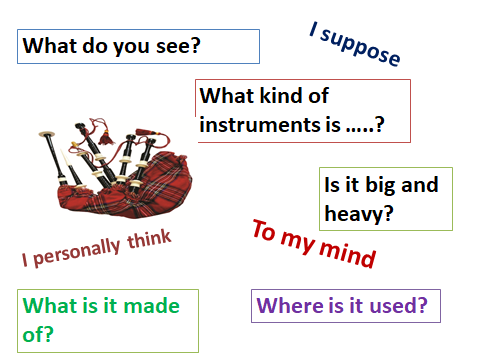 What do you see?
I suppose
What kind of
instruments is …..?
Is it big and
heavy?
I personally think
To my mind
What is it made
of?
Where is it used?